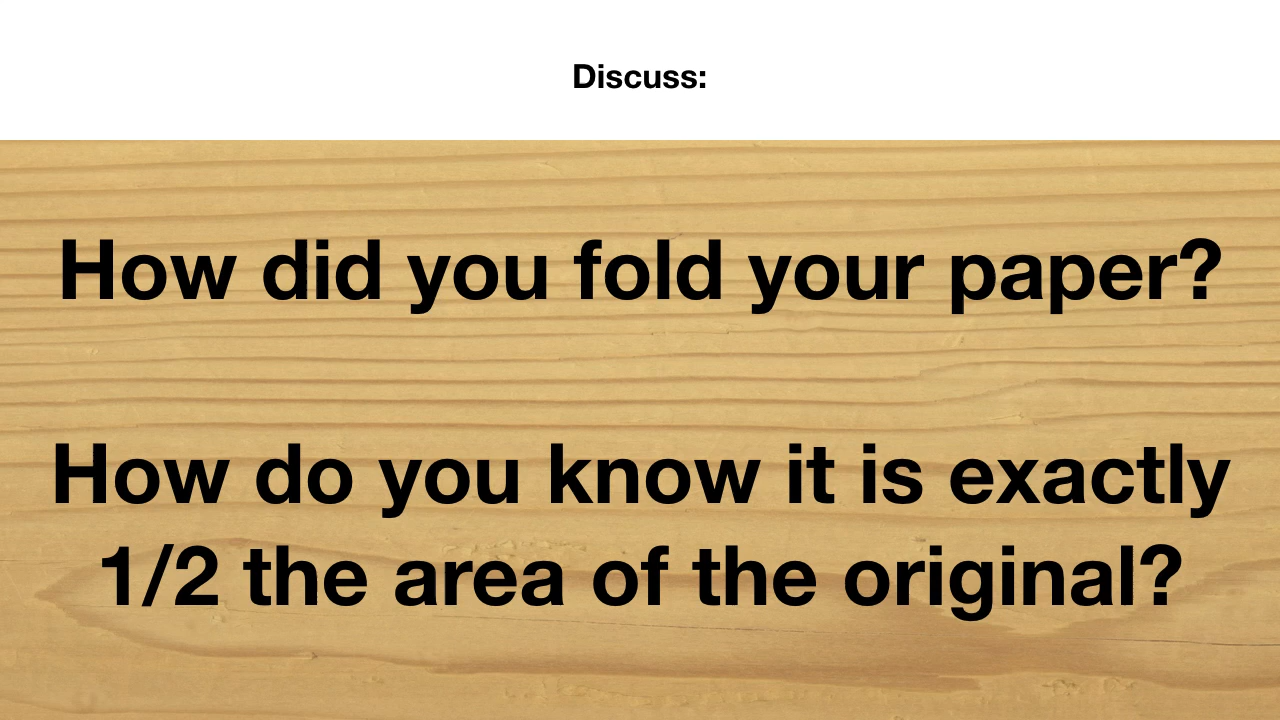 Discuss:
How did you fold your paper?
How do you know it is exactly
1/2 the area of the original?